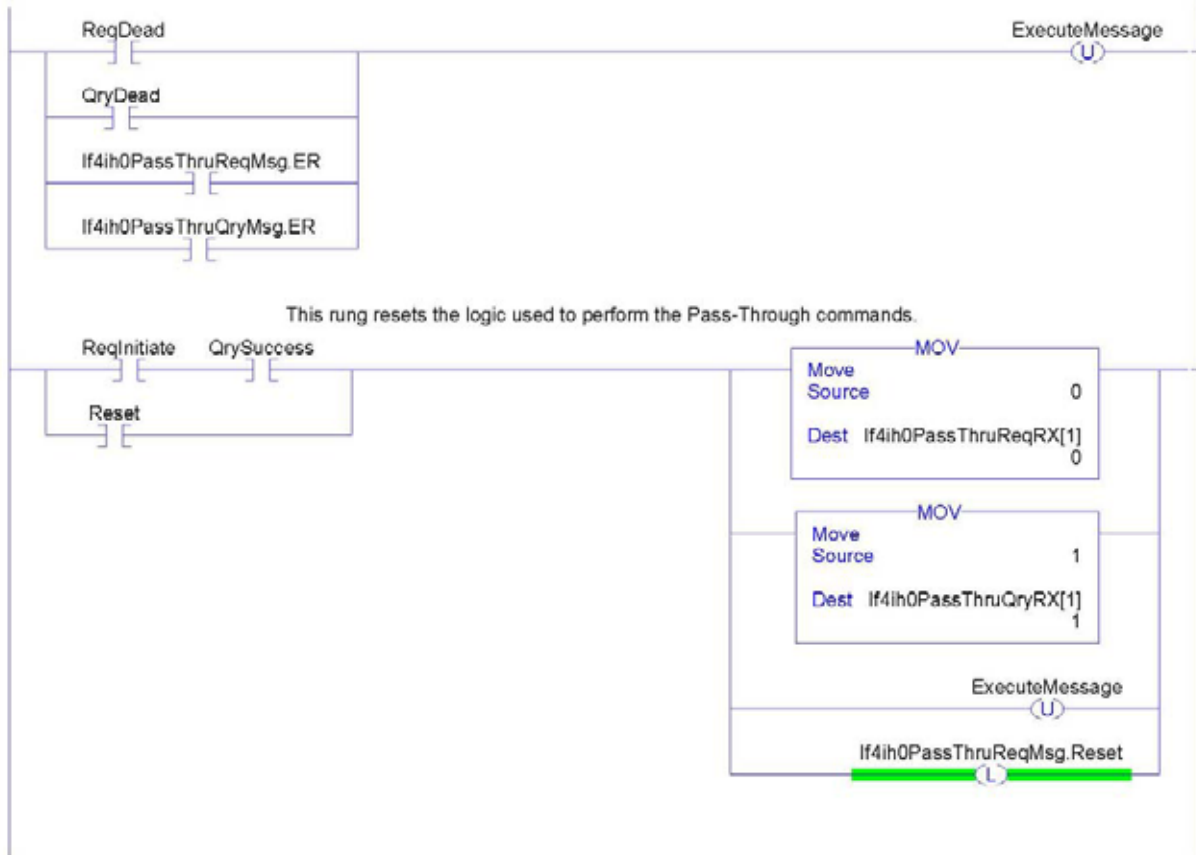 ReqDead
ExecuteMessage
U
QryDead
If4ih0PassThruReqMsg.ER
If4ih0PassThruQryMsg.ER
This rung resets the logic used to perform the Pass-Through commands.
ReqInitiate QrySuccess
Reset
MOV
Move
Source 0
Dest If4ih0PassThruReqRX[1]
0
MOV
Move
Source 1
Dest If4ih0PassThruQryRX[1]
1
ExecuteMessage
U
If4ih0PassThruReqMsg.Reset
L